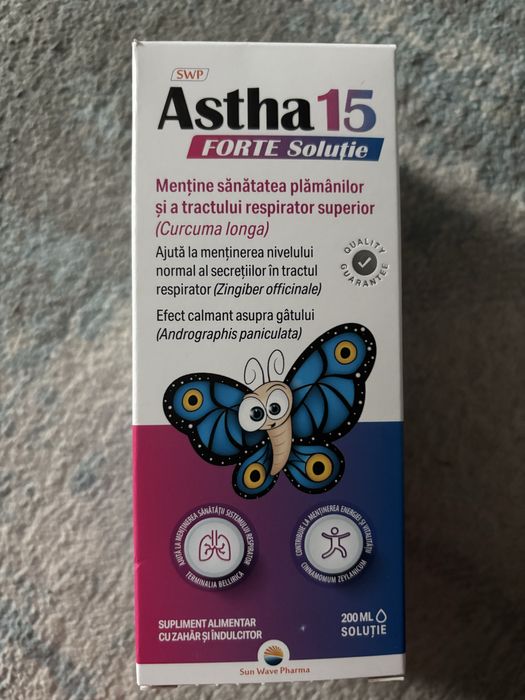 SWP
Astha 15
FORTE Soluție
Menține sănătatea plămânilor
și a tractului respirator superior
(Curcuma longa)
Ajută la menținerea nivelului
normal al secrețiilor în tractul
respirator (Zingiber officinale)
Efect calmant asupra gâtului
(Andrographis paniculata)
QUALITY
GUARANTEE
AJUTĂ LA MENȚINEREA SĂNĂTĂȚII SISTEMULUI RESPIRATOR
TERMINALIA BELLIRICA
CONTRIBUIE LA MENȚINEREA ENERGIEI ȘI VITALITĂȚII
CINNAMOMUM ZEYLANICUM
SUPLIMENT ALIMENTAR
CU ZAHĂR ȘI ÎNDULCITOR
200 ML
SOLUȚIE
Sun Wave Pharma